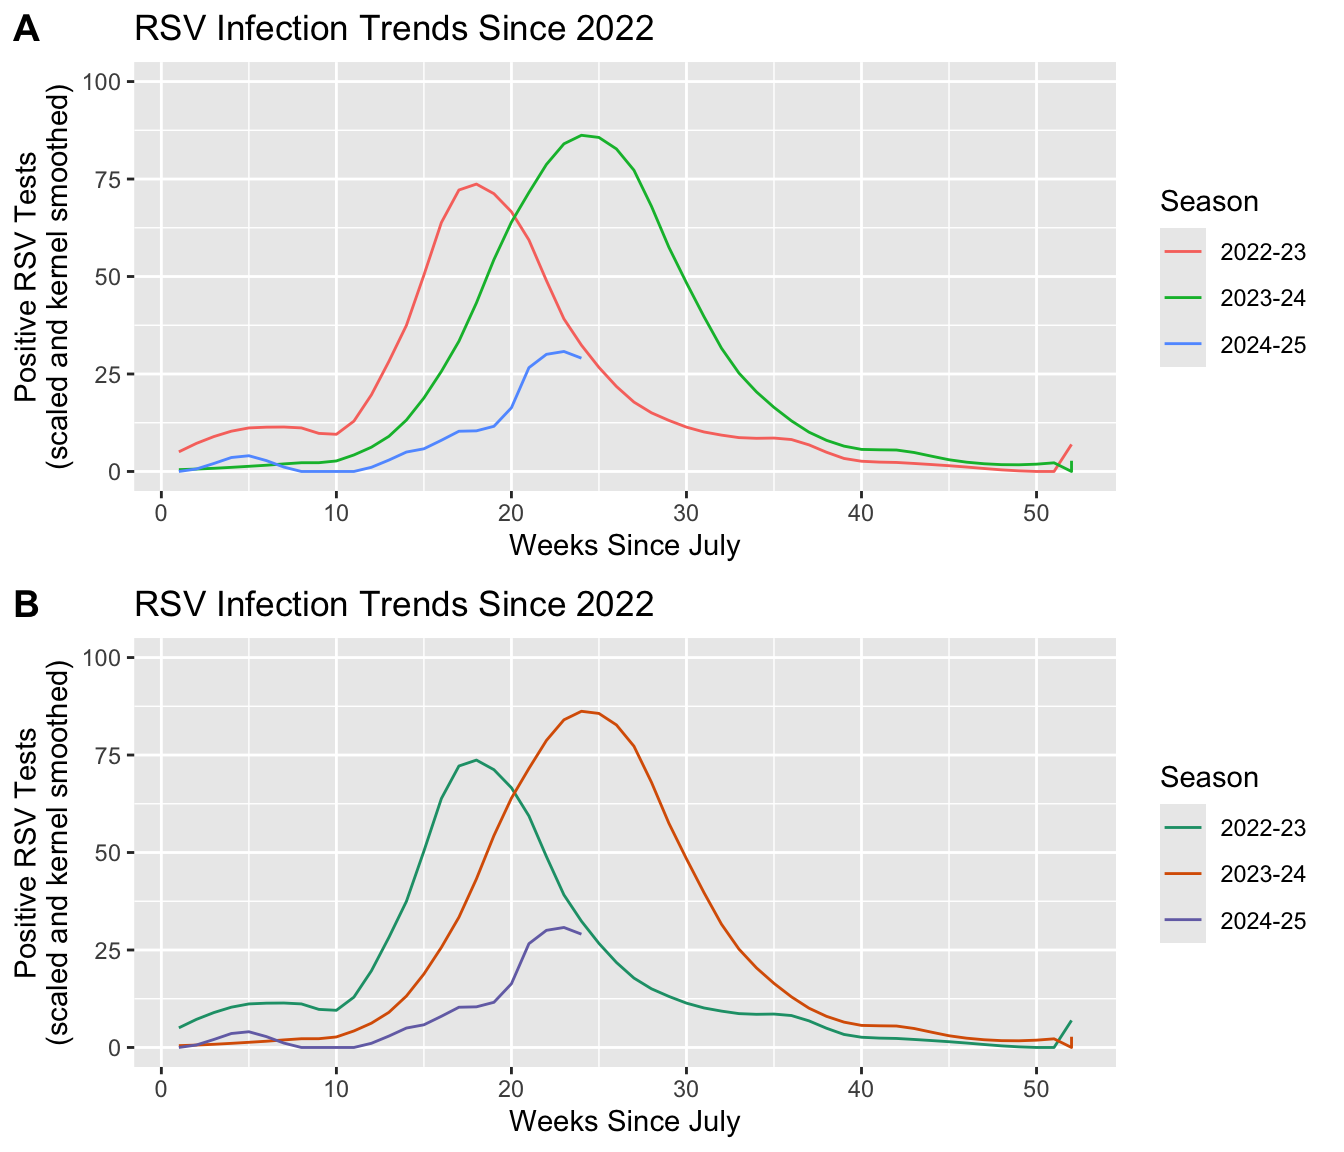 A
RSV Infection Trends Since 2022
Positive RSV Tests
(scaled and kernel smoothed)
100
75
50
25
0
0 10 20 30 40 50
Weeks Since July
Season
2022-23
2023-24
2024-25
B
RSV Infection Trends Since 2022
Positive RSV Tests
(scaled and kernel smoothed)
100
75
50
25
0
0 10 20 30 40 50
Weeks Since July
Season
2022-23
2023-24
2024-25